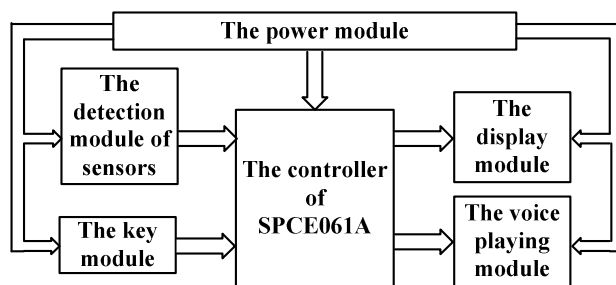 The power module
The
detection
module of
sensors
The controller
of
SPCE061A
The
display
module
The key
module
The voice
playing
module